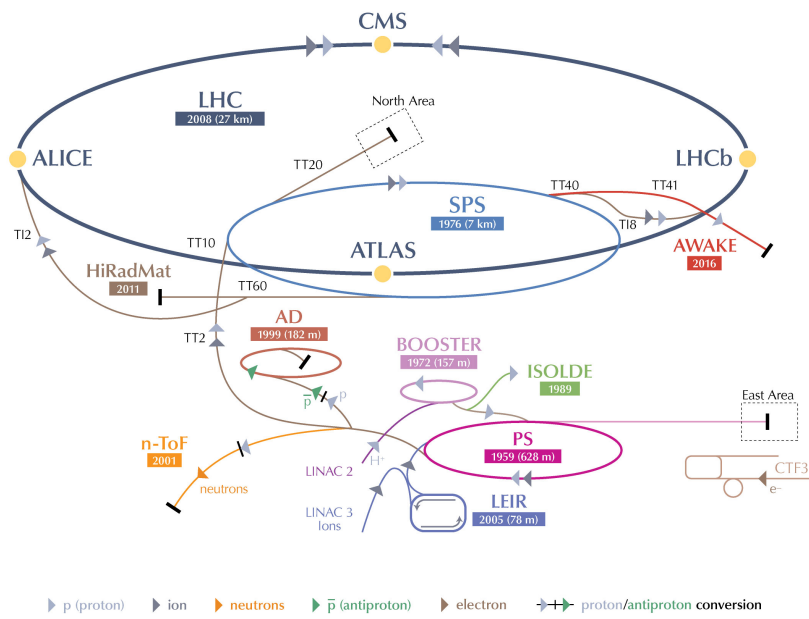 CMS
LHC
2008 (27 km)
North Area
ALICE
LHCb
TT20
TT40
TT41
SPS
1976 (7 km)
TI2
TT10
TI8
ATLAS
AWAKE
2016
HiRadMat
2011
TT60
AD
1999 (182 m)
TT2
BOOSTER
1972 (157 m)
ISOLDE
1989
p
p̅
East Area
n-ToF
2001
PS
1959 (628 m)
H+
LINAC 2
neutrons
CTF3
e–
LEIR
2005 (78 m)
LINAC 3
Ions
p (proton) ion neutrons p̅ (antiproton) electron proton/antiproton conversion